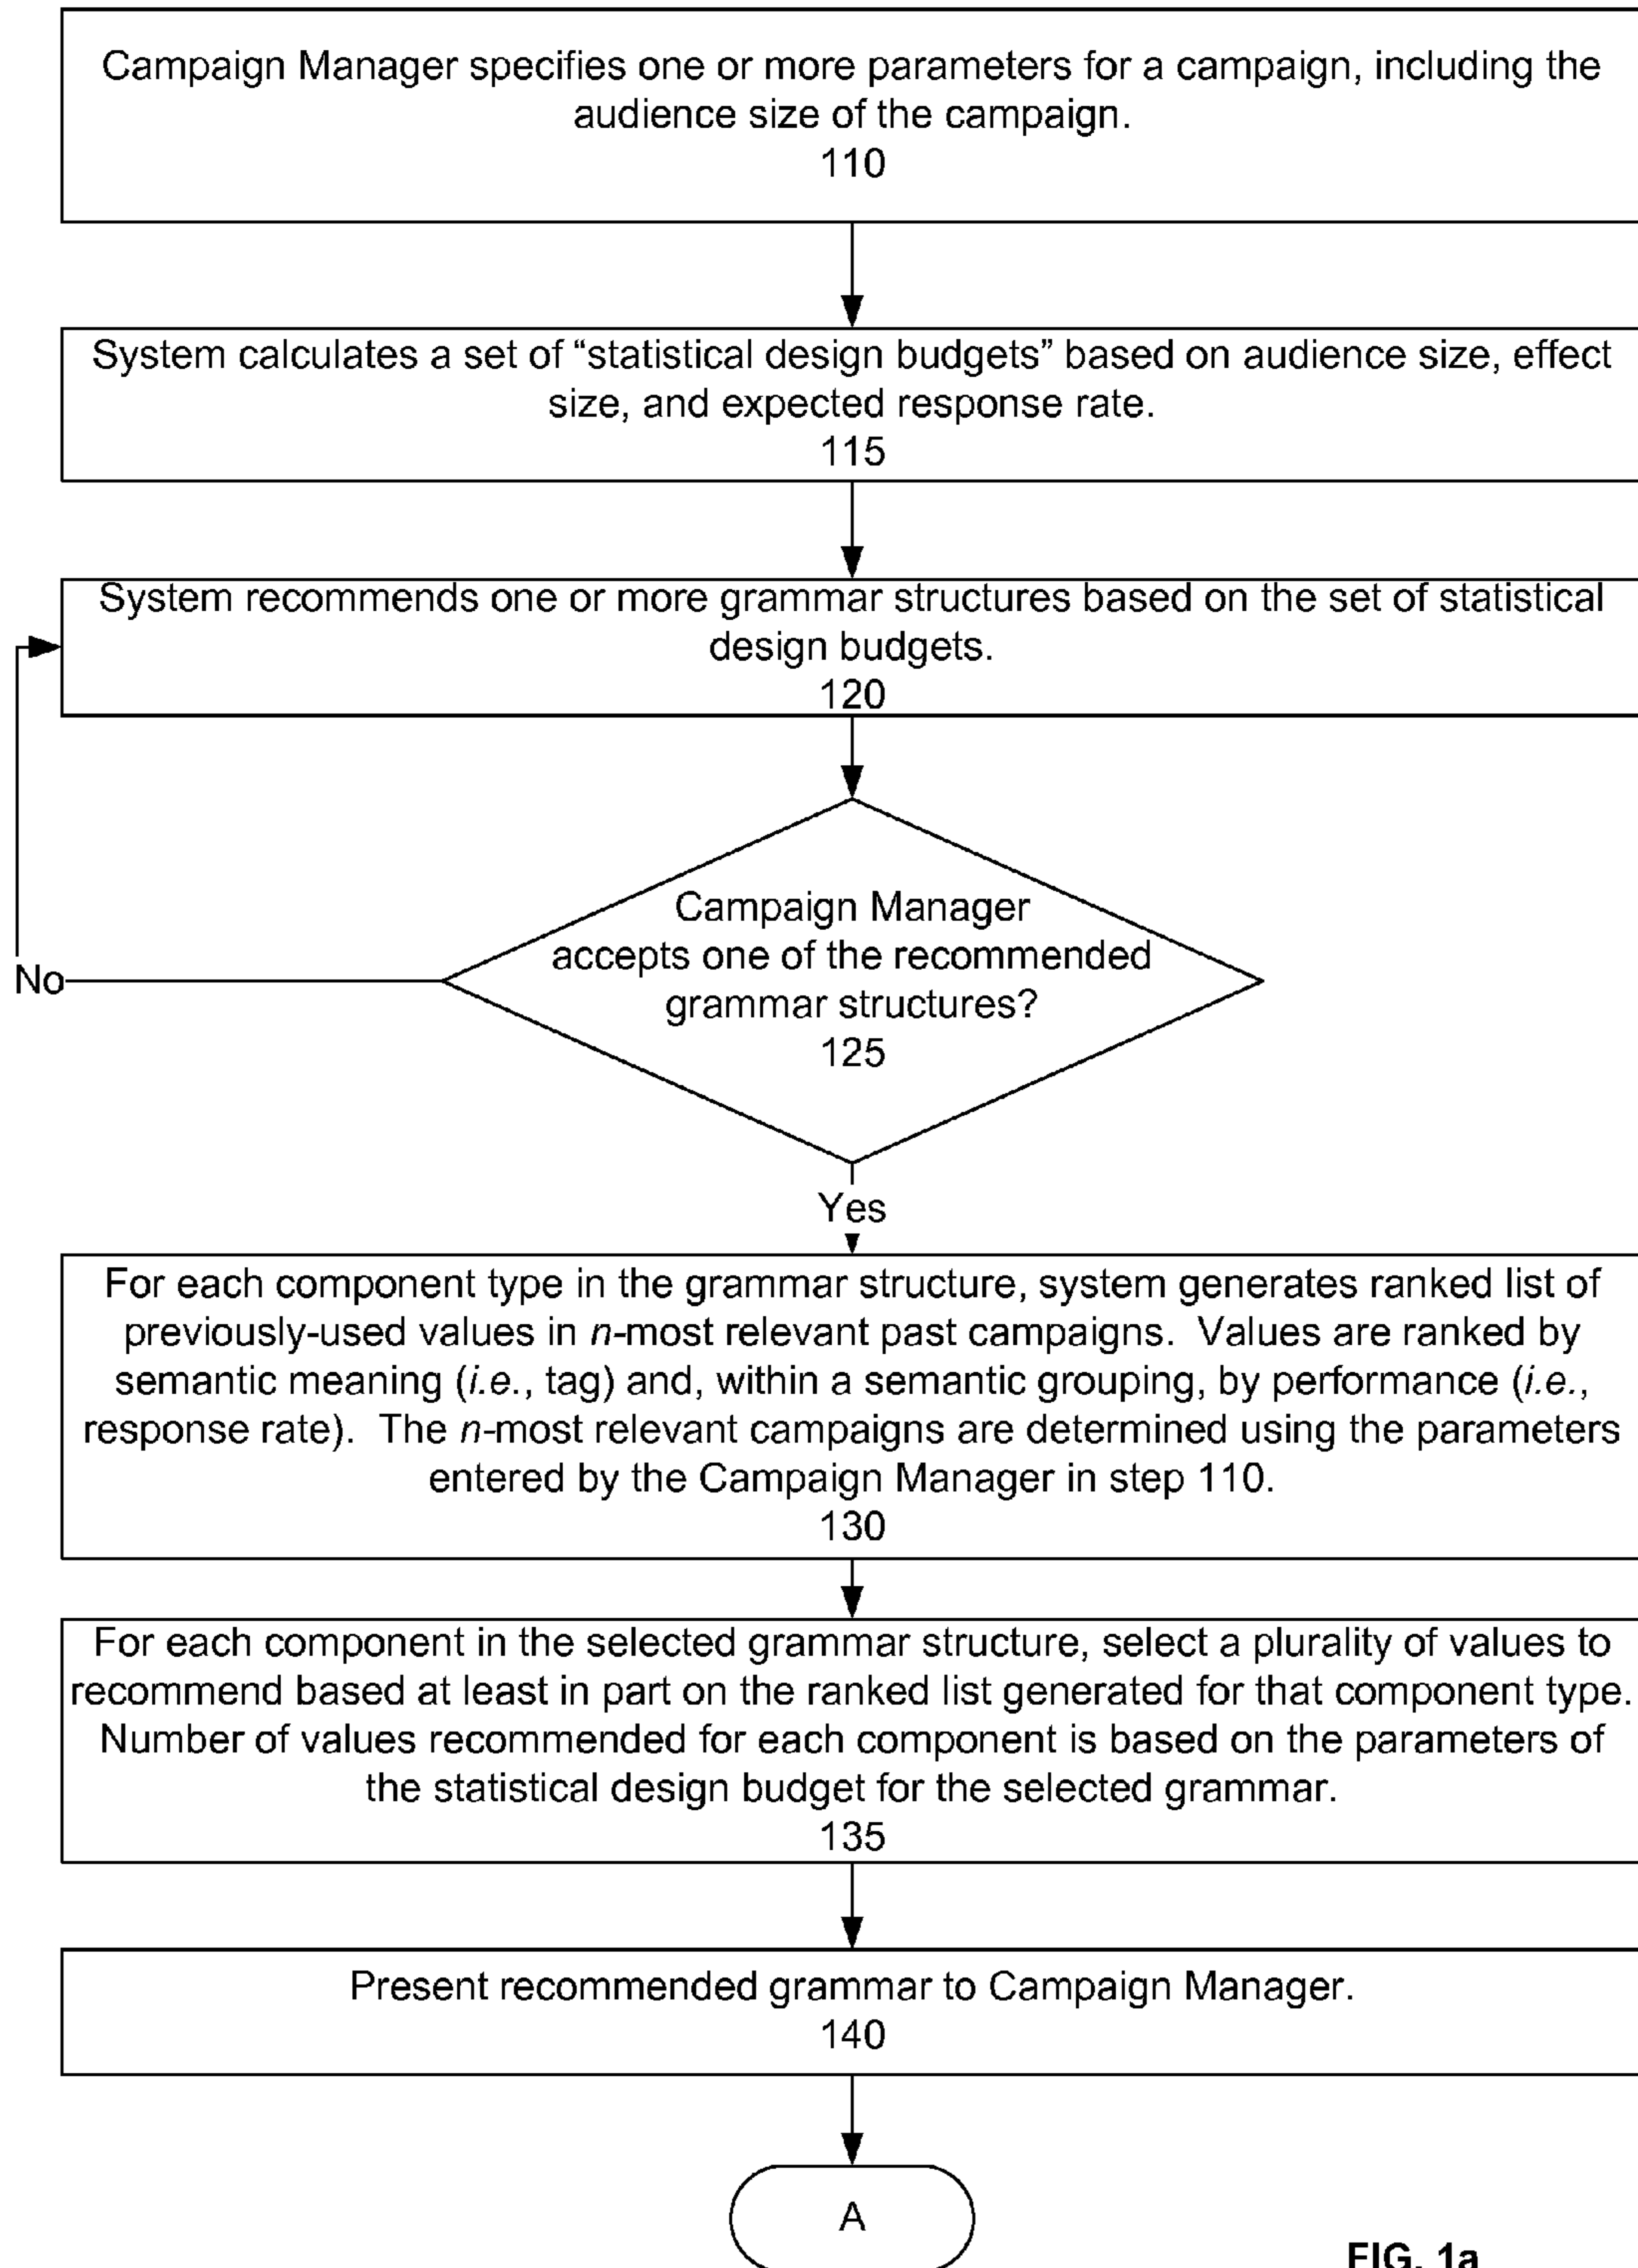 Campaign Manager specifies one or more parameters for a campaign, including the
audience size of the campaign.
110
System calculates a set of “statistical design budgets” based on audience size, effect
size, and expected response rate.
115
System recommends one or more grammar structures based on the set of statistical
design budgets.
120
Campaign Manager
accepts one of the recommended
grammar structures?
125
No
Yes
For each component type in the grammar structure, system generates ranked list of
previously-used values in n-most relevant past campaigns. Values are ranked by
semantic meaning (i.e., tag) and, within a semantic grouping, by performance (i.e.,
response rate). The n-most relevant campaigns are determined using the parameters
entered by the Campaign Manager in step 110.
130
For each component in the selected grammar structure, select a plurality of values to
recommend based at least in part on the ranked list generated for that component type.
Number of values recommended for each component is based on the parameters of
the statistical design budget for the selected grammar.
135
Present recommended grammar to Campaign Manager.
140
A
FIG. 1a